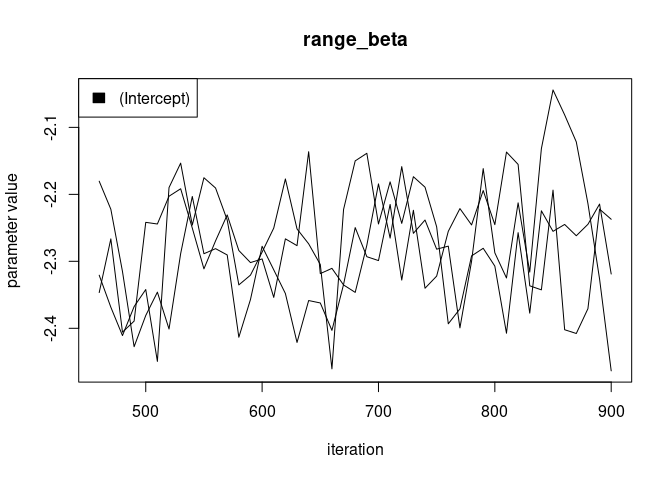 range_beta
(Intercept)
parameter value
-2.1
-2.2
-2.3
-2.4
500 600 700 800 900
iteration